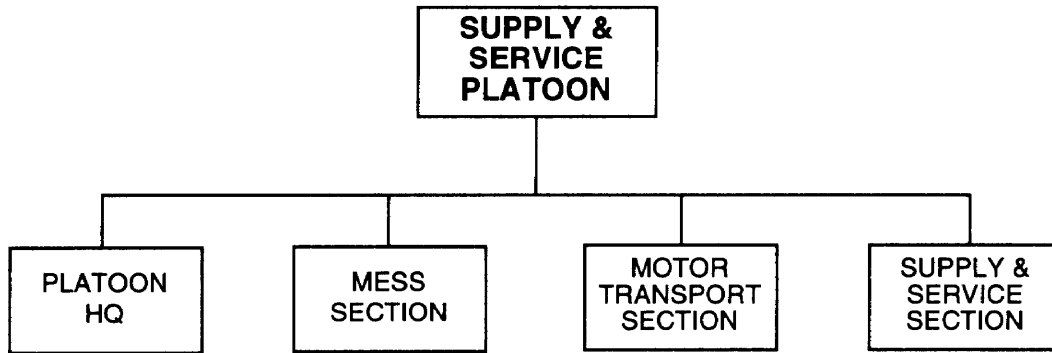 SUPPLY &
SERVICE
PLATOON
PLATOON
HQ
MESS
SECTION
MOTOR
TRANSPORT
SECTION
SUPPLY &
SERVICE
SECTION